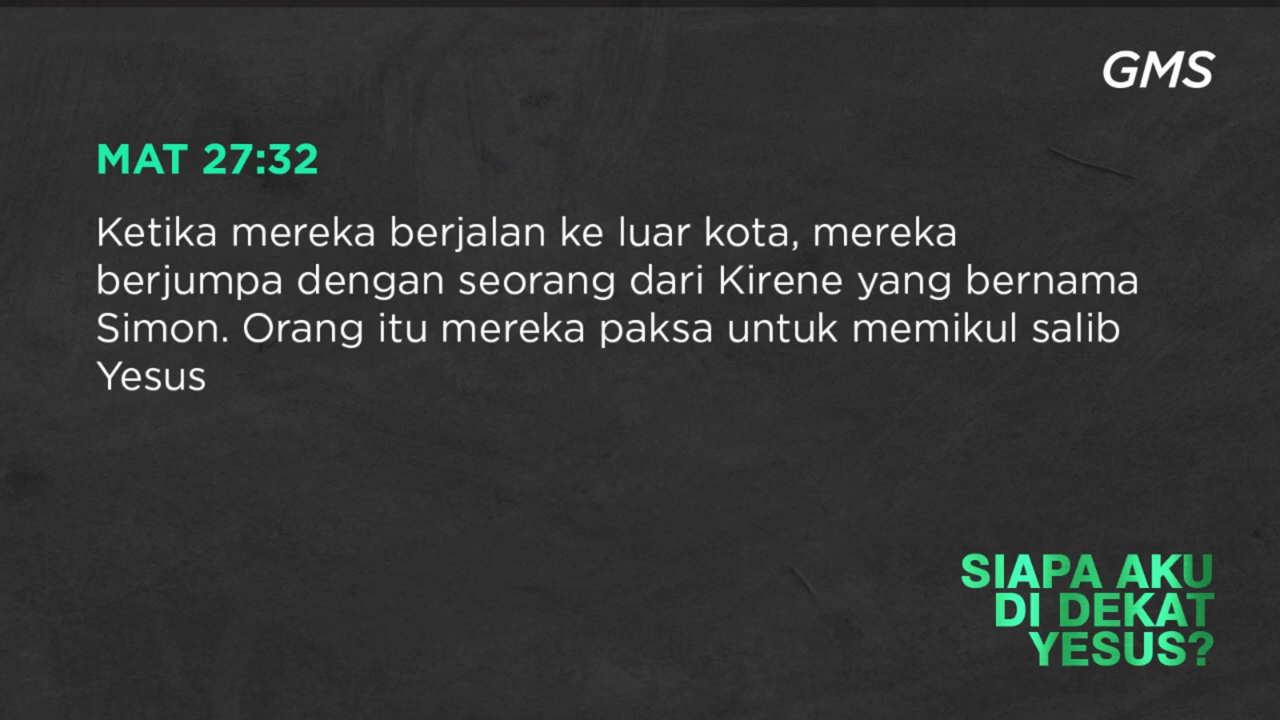 GMS
MAT 27:32
Ketika mereka berjalan ke luar kota, mereka
berjumpa dengan seorang dari Kirene yang bernama
Simon. Orang itu mereka paksa untuk memikul salib
Yesus
SIAPA AKU
DI DEKAT
YESUS?